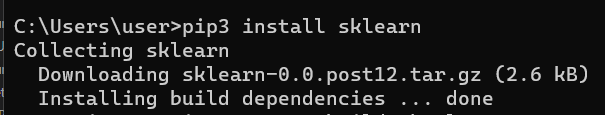 C:\Users\user>pip3 install sklearn
Collecting sklearn
Downloading sklearn-0.0.post12.tar.gz (2.6 kB)
Installing build dependencies ... done